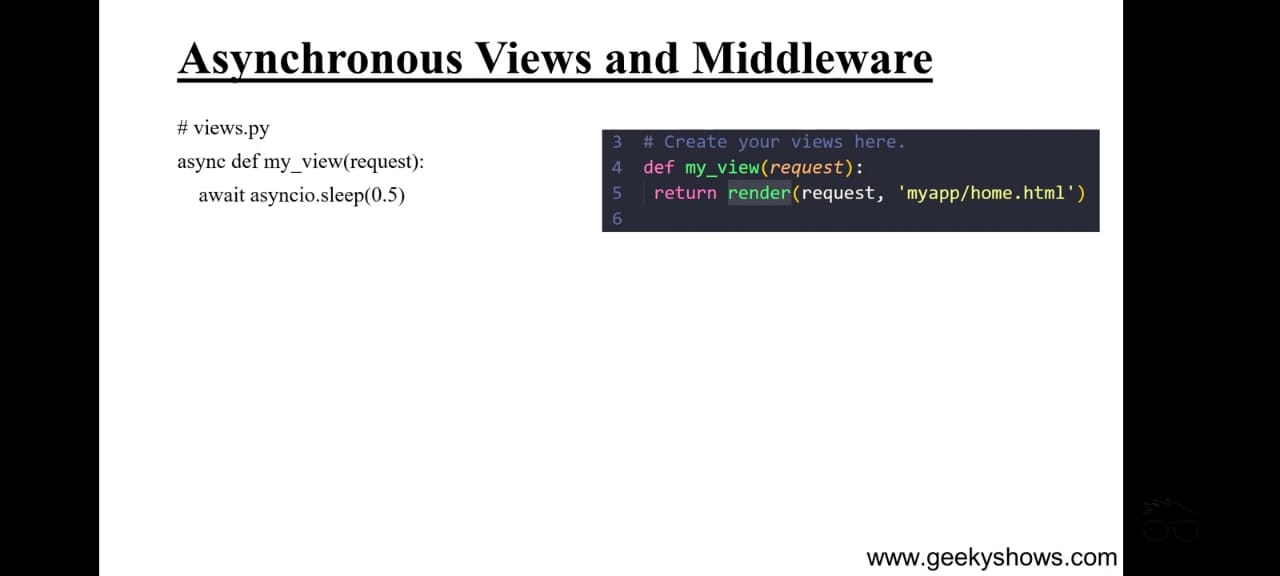 Asynchronous Views and Middleware
# views.py
async def my_view(request):
await asyncio.sleep(0.5)
3 # Create your views here.
4 def my_view(request):
5 return render(request, 'myapp/home.html')
6
www.geekyshows.com